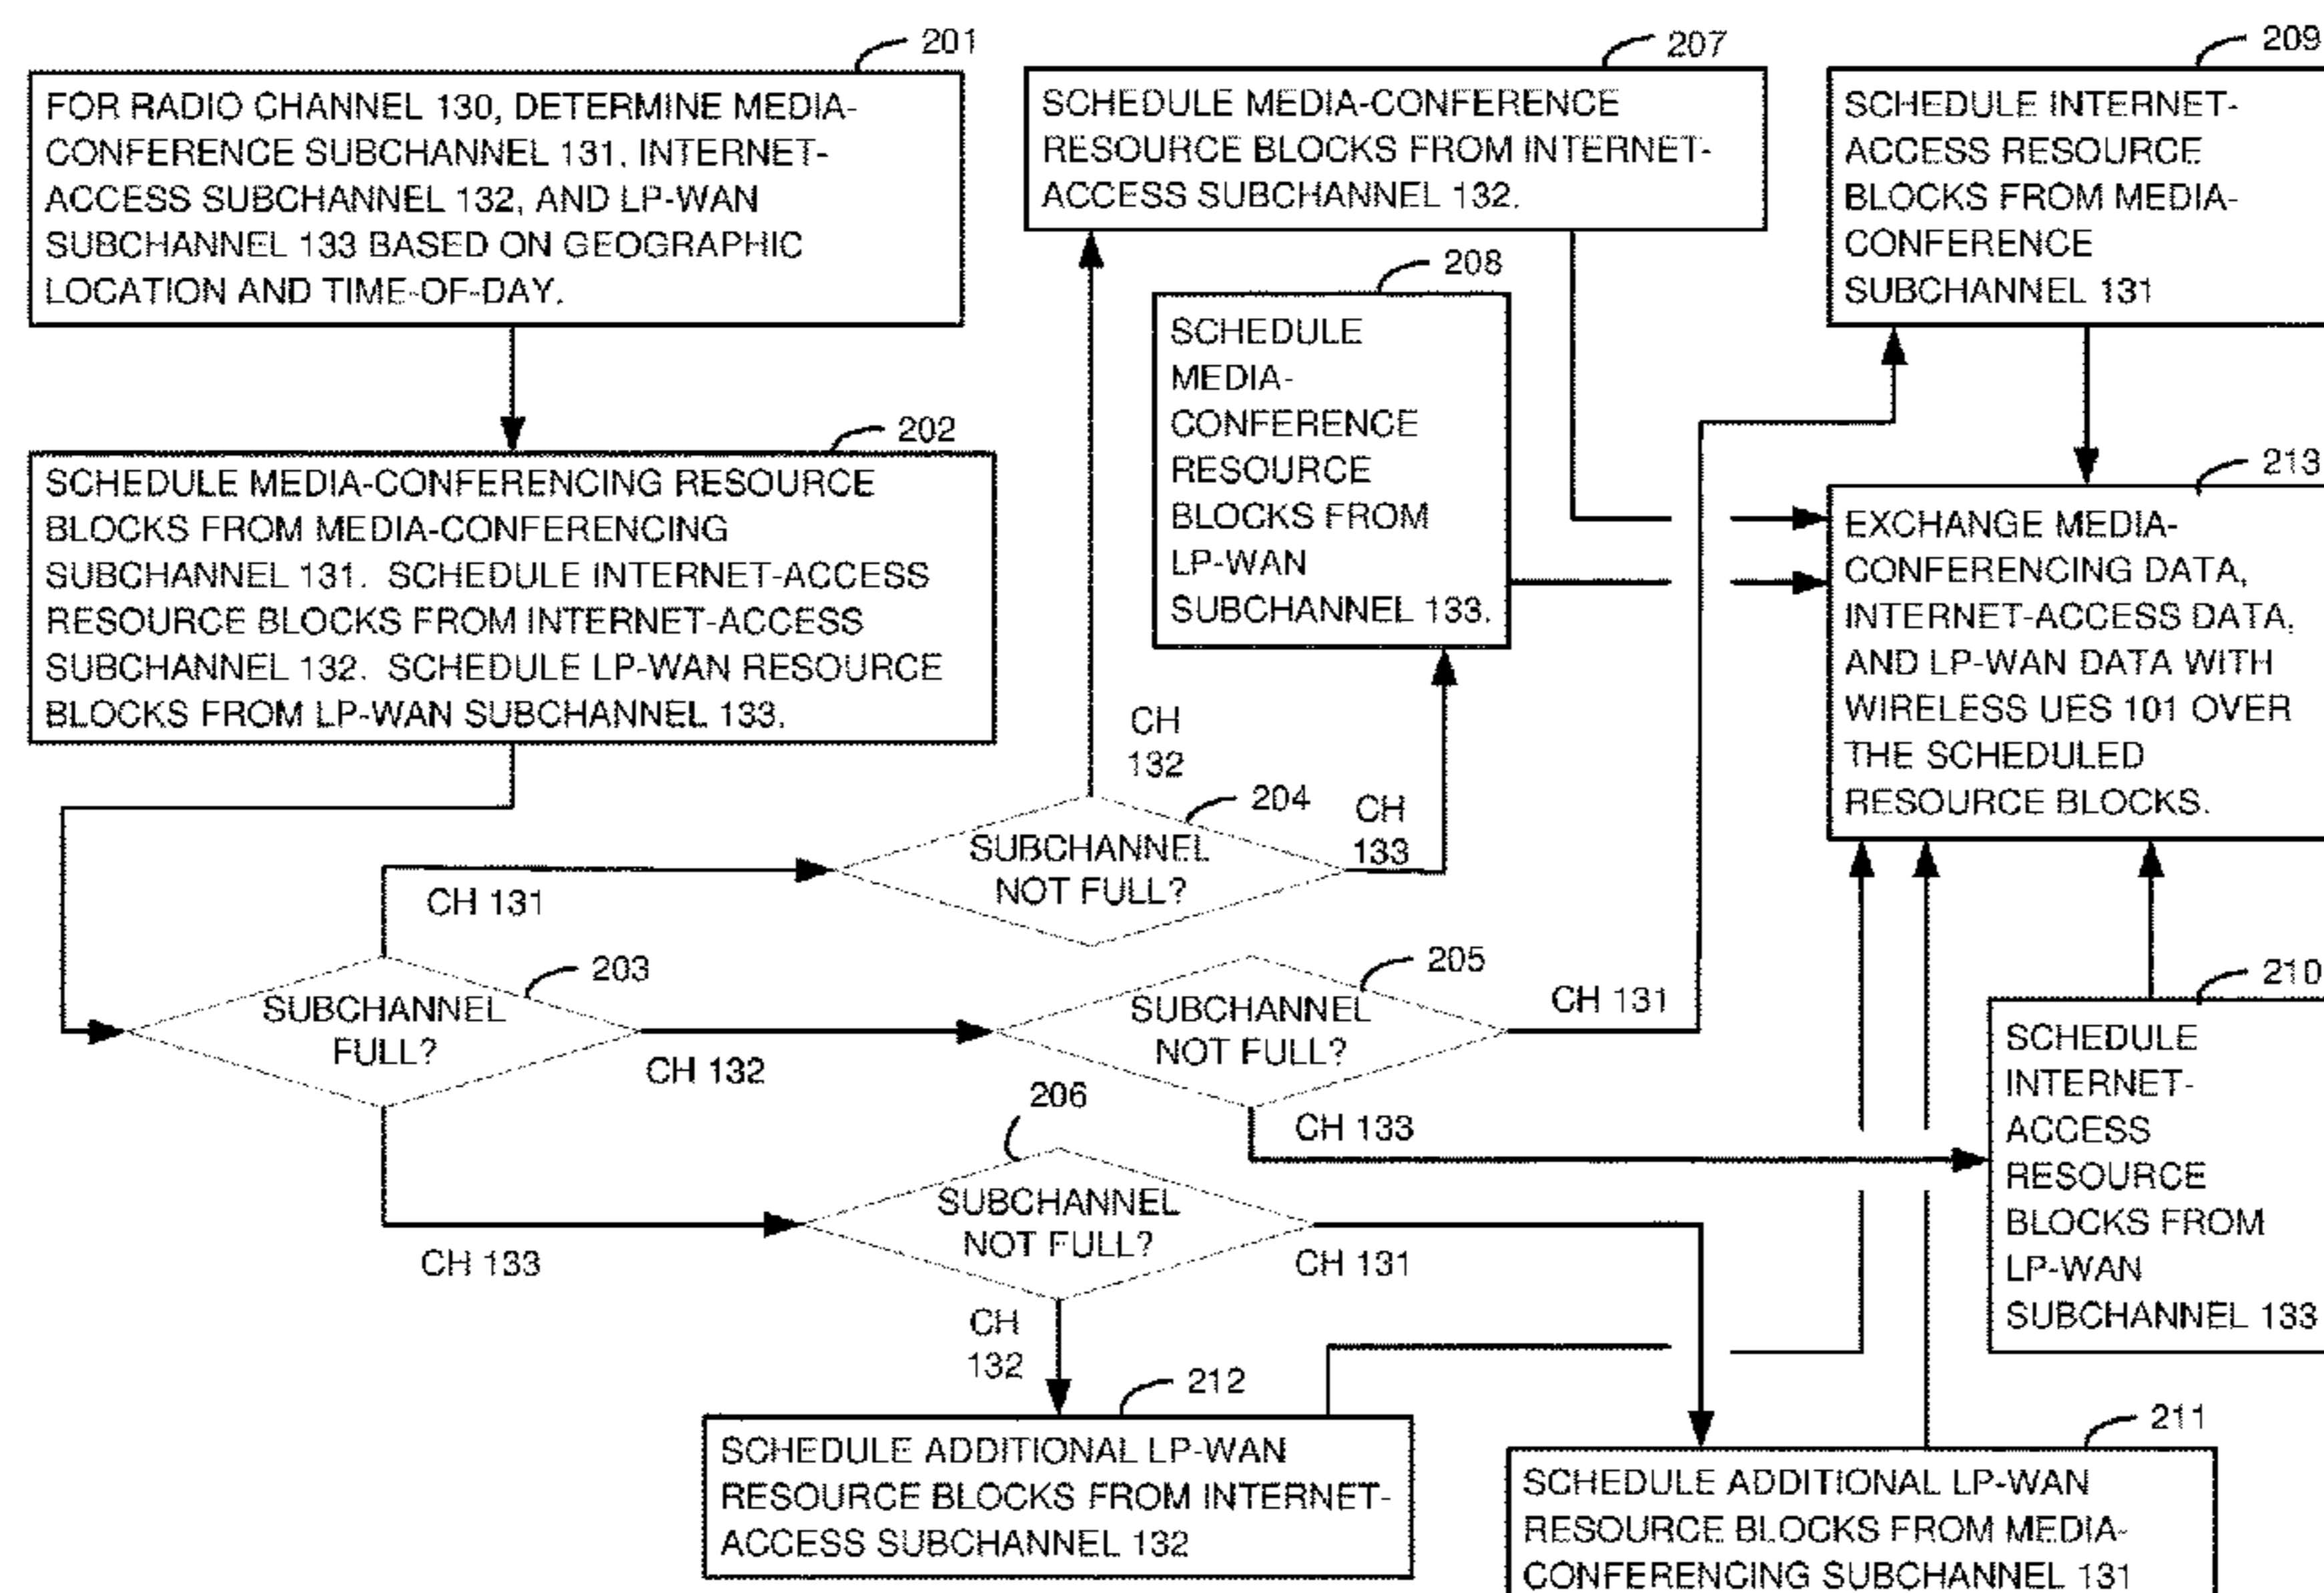 201
FOR RADIO CHANNEL 130, DETERMINE MEDIA-
CONFERENCE SUBCHANNEL 131, INTERNET-
ACCESS SUBCHANNEL 132, AND LP-WAN
SUBCHANNEL 133 BASED ON GEOGRAPHIC
LOCATION AND TIME-OF-DAY.
202
SCHEDULE MEDIA-CONFERENCING RESOURCE
BLOCKS FROM MEDIA-CONFERENCING
SUBCHANNEL 131. SCHEDULE INTERNET-ACCESS
RESOURCE BLOCKS FROM INTERNET-ACCESS
SUBCHANNEL 132. SCHEDULE LP-WAN RESOURCE
BLOCKS FROM LP-WAN SUBCHANNEL 133.
203
SUBCHANNEL
FULL?
CH 131
CH 132
CH 133
204
SUBCHANNEL
NOT FULL?
CH
132
CH
133
205
SUBCHANNEL
NOT FULL?
CH 131
CH 133
206
SUBCHANNEL
NOT FULL?
CH 131
CH
132
207
SCHEDULE MEDIA-CONFERENCE
RESOURCE BLOCKS FROM INTERNET-
ACCESS SUBCHANNEL 132.
208
SCHEDULE
MEDIA-
CONFERENCE
RESOURCE
BLOCKS FROM
LP-WAN
SUBCHANNEL 133.
209
SCHEDULE INTERNET-
ACCESS RESOURCE
BLOCKS FROM MEDIA-
CONFERENCE
SUBCHANNEL 131
213
EXCHANGE MEDIA-
CONFERENCING DATA,
INTERNET-ACCESS DATA,
AND LP-WAN DATA WITH
WIRELESS UES 101 OVER
THE SCHEDULED
RESOURCE BLOCKS.
210
SCHEDULE
INTERNET-
ACCESS
RESOURCE
BLOCKS FROM
LP-WAN
SUBCHANNEL 133
212
SCHEDULE ADDITIONAL LP-WAN
RESOURCE BLOCKS FROM INTERNET-
ACCESS SUBCHANNEL 132
211
SCHEDULE ADDITIONAL LP-WAN
RESOURCE BLOCKS FROM MEDIA-
CONFERENCING SUBCHANNEL 131